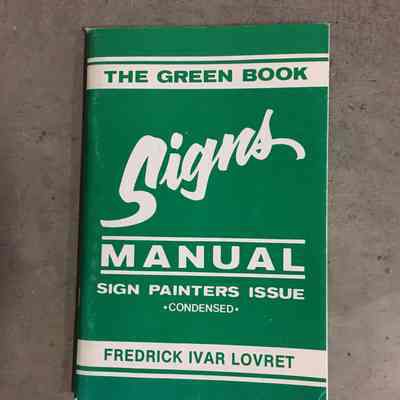 THE GREEN BOOK
Signs
MANUAL
SIGN PAINTERS ISSUE
•CONDENSED•
FREDRICK IVAR LOVRET